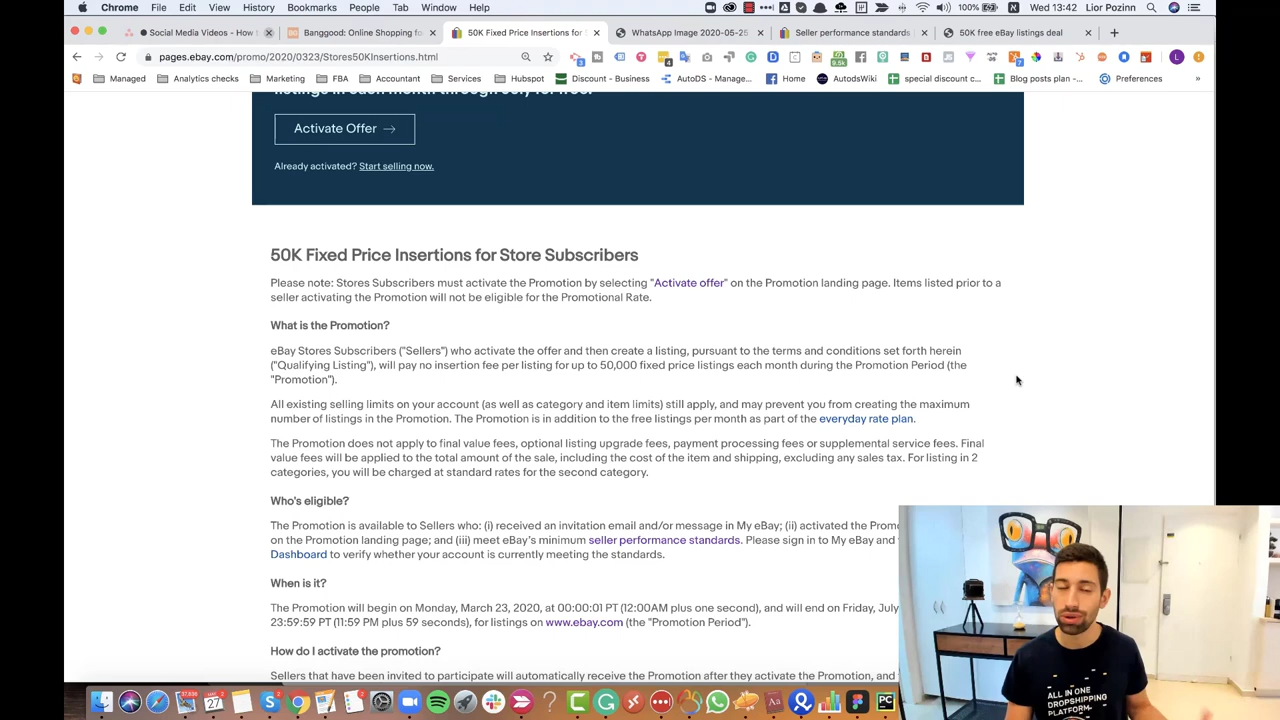 Chrome File Edit View History Bookmarks People Tab Window Help 100% Wed 13:42 Lior Pozinn
Social Media Videos - How t Banggood: Online Shopping fo 50K Fixed Price Insertions for WhatsApp Image 2020-05-25 Seller performance standards 50K free eBay listings deal
pages.ebay.com/promo/2020/0323/Stores50KInsertions.html
Managed Analytics checks Marketing FBA Accountant Services Hubspot Discount - Business AutoDS - Manage... Home AutodsWiki special discount c... Blog posts plan -... Preferences
listings in each month through July for free.
Activate Offer →
Already activated? Start selling now.
50K Fixed Price Insertions for Store Subscribers
Please note: Stores Subscribers must activate the Promotion by selecting "Activate offer" on the Promotion landing page. Items listed prior to a
seller activating the Promotion will not be eligible for the Promotional Rate.
What is the Promotion?
eBay Stores Subscribers ("Sellers") who activate the offer and then create a listing, pursuant to the terms and conditions set forth herein
("Qualifying Listing"), will pay no insertion fee per listing for up to 50,000 fixed price listings each month during the Promotion Period (the
"Promotion").
All existing selling limits on your account (as well as category and item limits) still apply, and may prevent you from creating the maximum
number of listings in the Promotion. The Promotion is in addition to the free listings per month as part of the everyday rate plan.
The Promotion does not apply to final value fees, optional listing upgrade fees, payment processing fees or supplemental service fees. Final
value fees will be applied to the total amount of the sale, including the cost of the item and shipping, excluding any sales tax. For listing in 2
categories, you will be charged at standard rates for the second category.
Who's eligible?
The Promotion is available to Sellers who: (i) received an invitation email and/or message in My eBay; (ii) activated the Promo
on the Promotion landing page; and (iii) meet eBay's minimum seller performance standards. Please sign in to My eBay and
Dashboard to verify whether your account is currently meeting the standards.
When is it?
The Promotion will begin on Monday, March 23, 2020, at 00:00:01 PT (12:00AM plus one second), and will end on Friday, July
23:59:59 PT (11:59 PM plus 59 seconds), for listings on www.ebay.com (the "Promotion Period").
How do I activate the promotion?
Sellers that have been invited to participate will automatically receive the Promotion after they activate the Promotion, and
ALL IN ONE
DROPSHIPPING
PLATFORM.